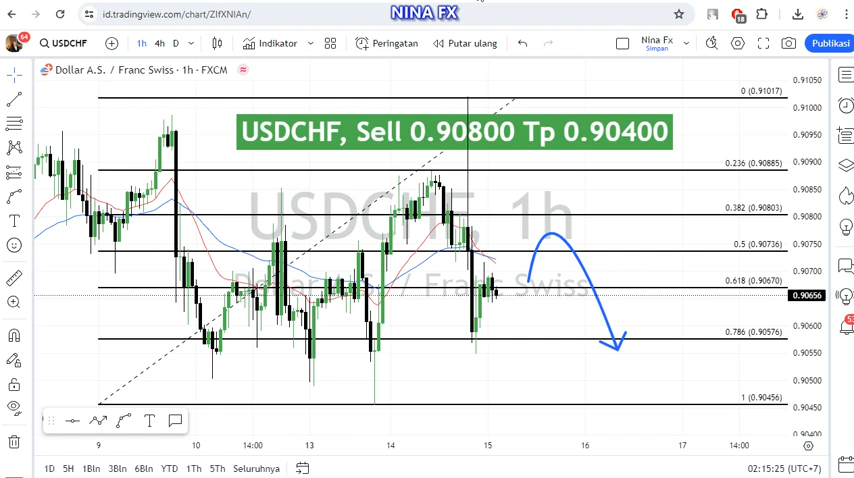 NINA FX
id.tradingview.com/chart/ZIfXNIAn/
18
64
USDCHF
1h 4h D
Indikator
Peringatan
Putar ulang
Nina Fx
Simpan
Publikasi
Dollar A.S. / Franc Swiss · 1h · FXCM
USDCHF, Sell 0.90800 Tp 0.90400
USDCHF, 1h
Dollar A.S. / Franc Swiss
0 (0.91017)
0.236 (0.90885)
0.382 (0.90803)
0.5 (0.90736)
0.618 (0.90670)
0.786 (0.90576)
1 (0.90456)
0.91050
0.91000
0.90950
0.90900
0.90850
0.90800
0.90750
0.90700
0.90656
0.90600
0.90550
0.90500
0.90450
0.90400
9 10 14:00 13 14 15 16 17 14:00
1D 5H 1Bln 3Bln 6Bln YTD 1Th 5Th Seluruhnya
02:15:25 (UTC+7)